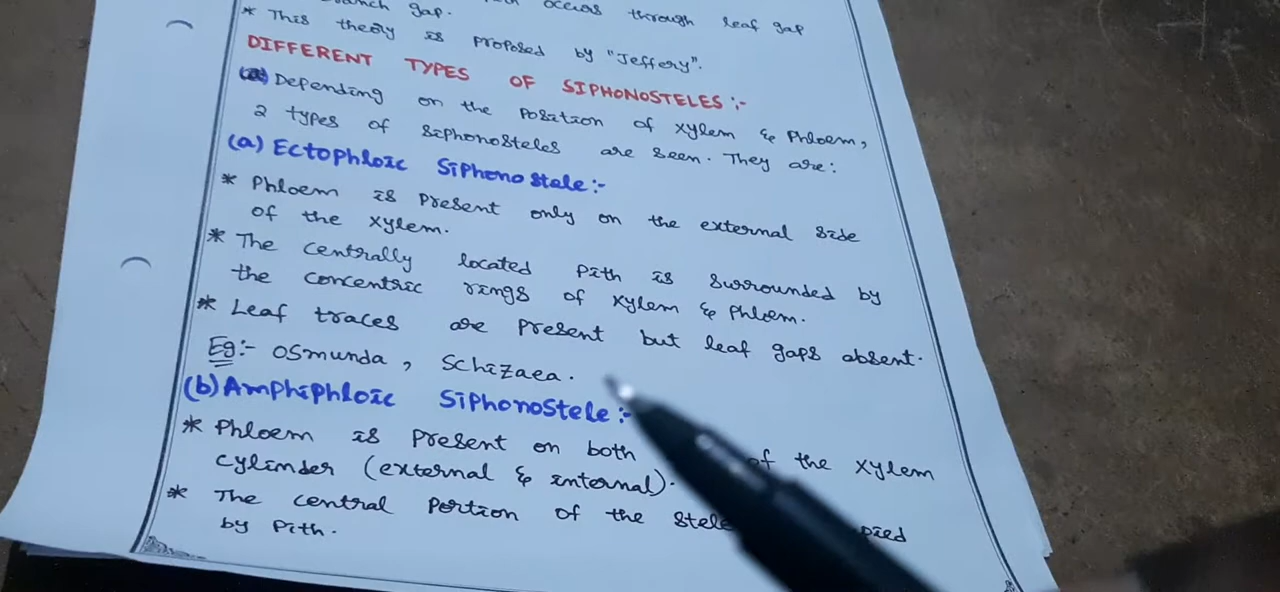 gap. occurs through leaf gap
* This theory is proposed by "Jeffery".
DIFFERENT TYPES OF SIPHONOSTELES:-
Depending on the position of xylem & Phloem,
2 types of siphonosteles are seen. They are:
(a) Ectophloic Siphonostele:-
* Phloem is present only on the external side
of the xylem.
* The centrally located pith is surrounded by
the concentric rings of xylem & Phloem.
* Leaf traces are present but leaf gaps absent.
Eg:- Osmunda, Schizaea.
(b) Amphiphloic Siphonostele:-
* Phloem is present on both of the xylem
cylinder (external & internal).
* The central portion of the stele
by pith.